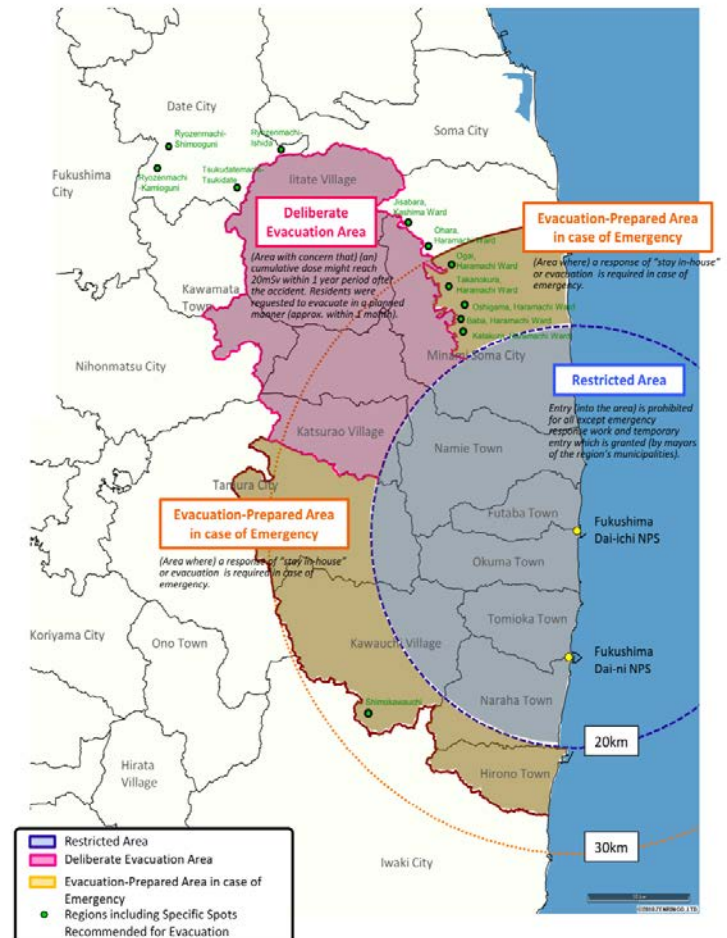 Date City
Ryozenmachi-
Shimooguni
Ryozenmachi-
Ishida
Soma City
Fukushima
City
Ryozenmachi
-Kamioguni
Tsukudatemachi-
Tsukidate
Iitate Village
Jisabara,
Kashima Ward
Deliberate
Evacuation Area
Evacuation-Prepared Area
in case of Emergency
Ohara,
Haramachi Ward
(Area with concern that) (an)
cumulative dose might reach
20mSv within 1 year period after
the accident. Residents were
requested to evacuate in a planned
manner (approx. within 1 month).
Ogai,
Haramachi Ward
(Area where) a response of "stay in-house"
or evacuation is required in case of
emergency.
Takanokura,
Haramachi Ward
Kawamata
Town
Oshigama, Haramachi Ward
Baba, Haramachi Ward
Katakura, Haramachi Ward
Minami Soma City
Nihonmatsu City
Restricted Area
Entry (into the area) is prohibited
for all except emergency
response work and temporary
entry which is granted (by mayors
of the region's municipalities).
Katsurao Village
Namie Town
Tamura City
Evacuation-Prepared Area
in case of Emergency
(Area where) a response of "stay in-house"
or evacuation is required in case of
emergency.
Futaba Town
Fukushima
Dai-ichi NPS
Okuma Town
Tomioka Town
Koriyama City
Ono Town
Kawauchi Village
Fukushima
Dai-ni NPS
Shimokawauchi
Naraha Town
20km
Hirata
Village
Hirono Town
30km
Iwaki City
Restricted Area
Deliberate Evacuation Area
Evacuation-Prepared Area in case of
Emergency
Regions including Specific Spots
Recommended for Evacuation